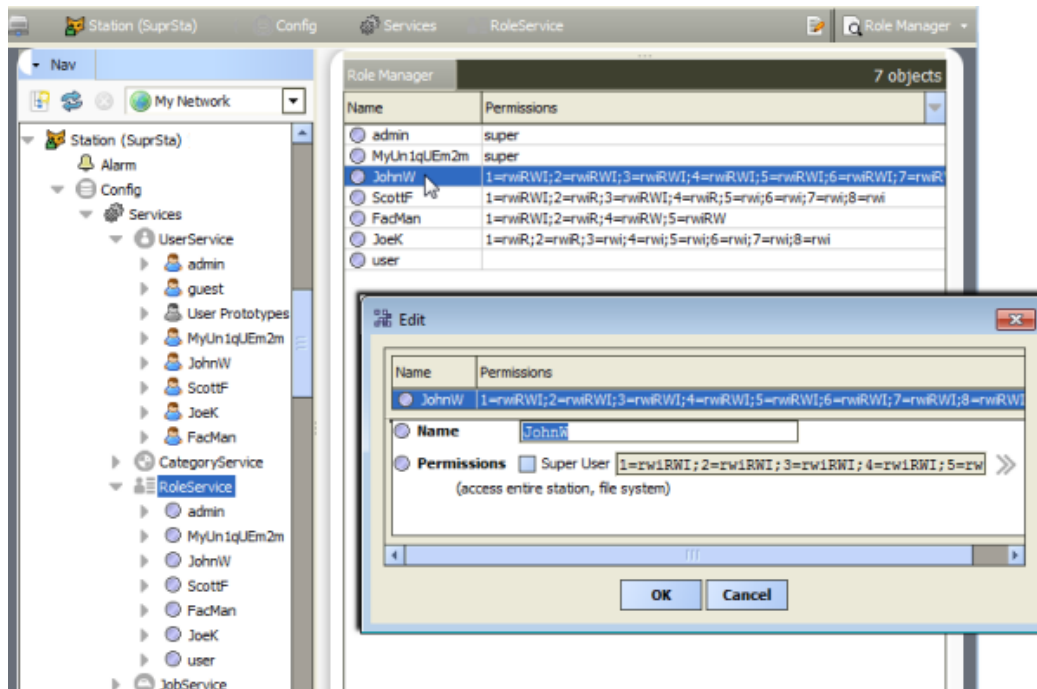 Station (SuprSta) Config Services RoleService Role Manager
Nav
My Network
Station (SuprSta)
Alarm
Config
Services
UserService
admin
guest
User Prototypes
MyUn1qUEm2m
JohnW
ScottF
JoeK
FacMan
CategoryService
RoleService
admin
MyUn1qUEm2m
JohnW
ScottF
FacMan
JoeK
user
JobService
Role Manager 7 objects
Name Permissions
admin super
MyUn1qUEm2m super
JohnW 1=rwiRWI;2=rwiRWI;3=rwiRWI;4=rwiRWI;5=rwiRWI;6=rwiRWI;7=rwiR
ScottF 1=rwiRWI;2=rwiR;3=rwiRWI;4=rwiR;5=rwi;6=rwi;7=rwi;8=rwi
FacMan 1=rwiRWI;2=rwiR;4=rwiRW;5=rwiRW
JoeK 1=rwiR;2=rwiR;3=rwi;4=rwi;5=rwi;6=rwi;7=rwi;8=rwi
user
Edit
Name Permissions
JohnW 1=rwiRWI;2=rwiRWI;3=rwiRWI;4=rwiRWI;5=rwiRWI;6=rwiRWI;7=rwiRWI;8=rwiRWI
Name JohnW
Permissions Super User 1=rwiRWI;2=rwiRWI;3=rwiRWI;4=rwiRWI;5=rw
(access entire station, file system)
OK Cancel